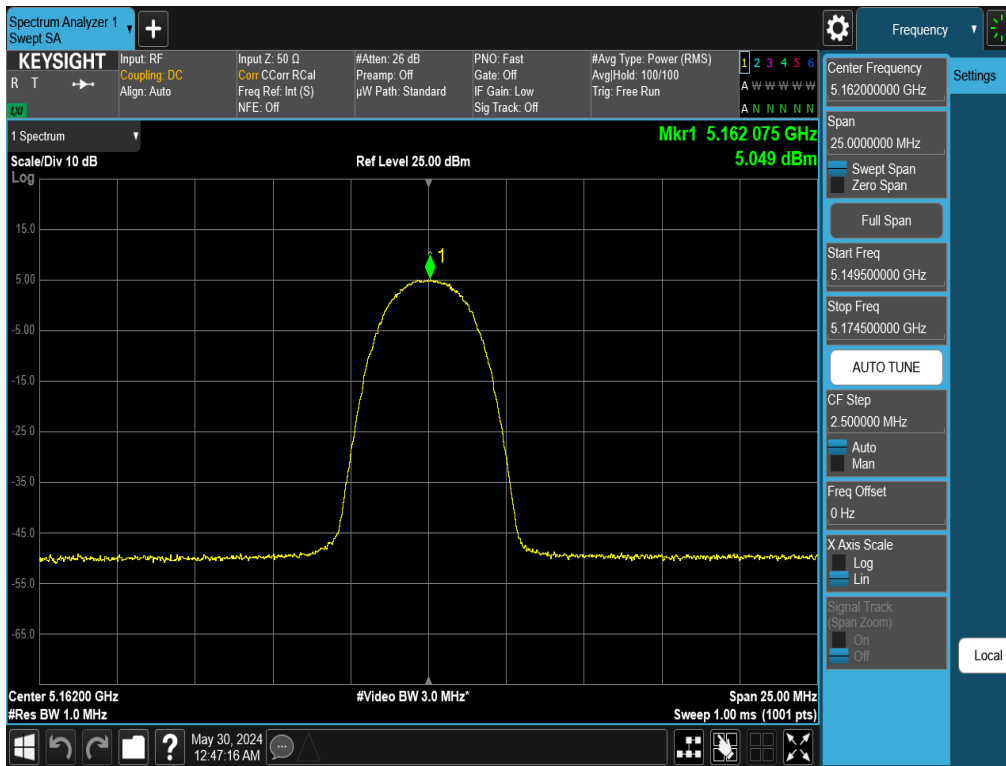 Spectrum Analyzer 1
Swept SA
Frequency
KEYSIGHT
R T
LXI
Input: RF
Coupling: DC
Align: Auto
Input Z: 50 Ω
Corr CCorr RCal
Freq Ref: Int (S)
NFE: Off
#Atten: 26 dB
Preamp: Off
µW Path: Standard
PNO: Fast
Gate: Off
IF Gain: Low
Sig Track: Off
#Avg Type: Power (RMS)
Avg|Hold: 100/100
Trig: Free Run
1 2 3 4 5 6
A W W W W W
A N N N N N
1 Spectrum
Mkr1 5.162 075 GHz
5.049 dBm
Scale/Div 10 dB
Ref Level 25.00 dBm
Log
15.0
5.00
-5.00
-15.0
-25.0
-35.0
-45.0
-55.0
-65.0
1
Center 5.16200 GHz
#Video BW 3.0 MHz*
Span 25.00 MHz
#Res BW 1.0 MHz
Sweep 1.00 ms (1001 pts)
Center Frequency
5.162000000 GHz
Settings
Span
25.0000000 MHz
Swept Span
Zero Span
Full Span
Start Freq
5.149500000 GHz
Stop Freq
5.174500000 GHz
AUTO TUNE
CF Step
2.500000 MHz
Auto
Man
Freq Offset
0 Hz
X Axis Scale
Log
Lin
Signal Track
(Span Zoom)
On
Off
Local
?
May 30, 2024
12:47:16 AM